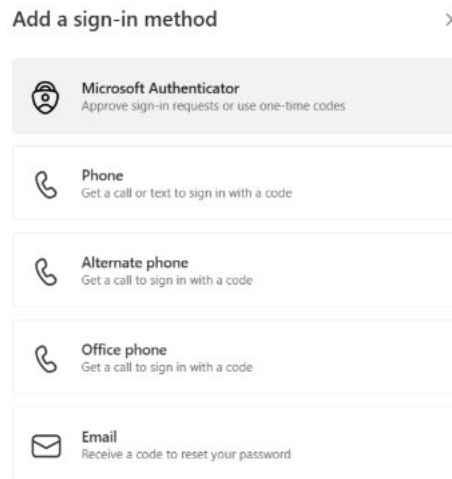 Add a sign-in method
Microsoft Authenticator
Approve sign-in requests or use one-time codes
Phone
Get a call or text to sign in with a code
Alternate phone
Get a call to sign in with a code
Office phone
Get a call to sign in with a code
Email
Receive a code to reset your password